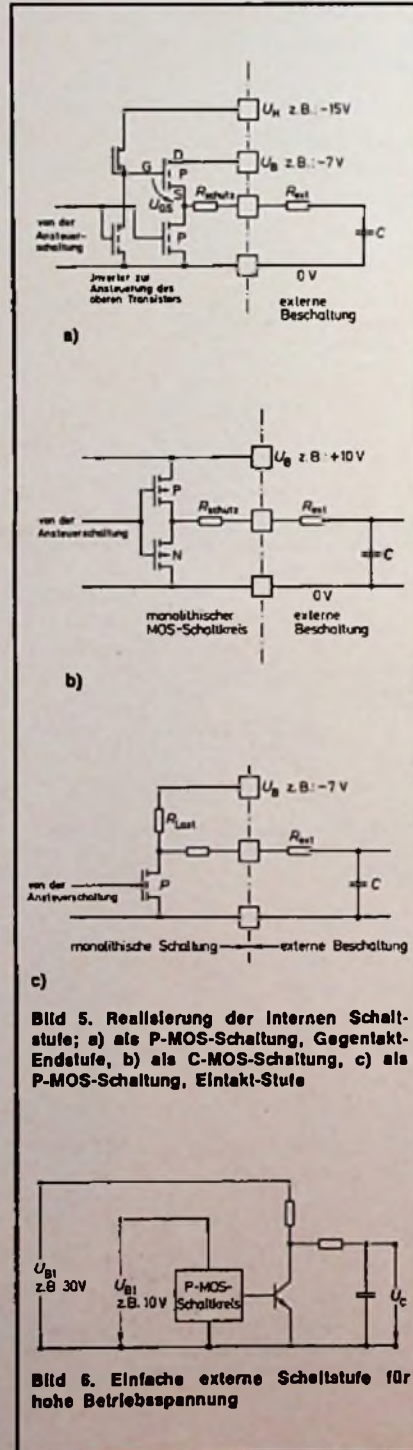 U_H z.B.: -15V
G
D
P
U_B z.B.: -7V
U_GS
S
R_schutz
R_ext
von der
Ansteuer-
schaltung
P
C
Inverter zur
Ansteuerung des
oberen Transistors
0 V
externe
Beschaltung
a)
U_B z.B.: +10V
P
von der
Ansteuerschaltung
R_schutz
R_ext
N
C
0 V
monolithischer
MOS-Schaltkreis
externe
Beschaltung
b)
U_B z.B.: -7V
R_Last
R_ext
von der
Ansteuerschaltung
P
C
monolithische Schaltung
externe Beschaltung
c)
Bild 5. Realisierung der internen Schalt-
stufe; a) als P-MOS-Schaltung, Gegentakt-
Endstufe, b) als C-MOS-Schaltung, c) als
P-MOS-Schaltung, Eintakt-Stufe
U_B1
z.B. 30V
U_B1
z.B. 10V
P-MOS-
Schaltkreis
U_C
Bild 6. Einfache externe Schaltstufe für
hohe Betriebsspannung